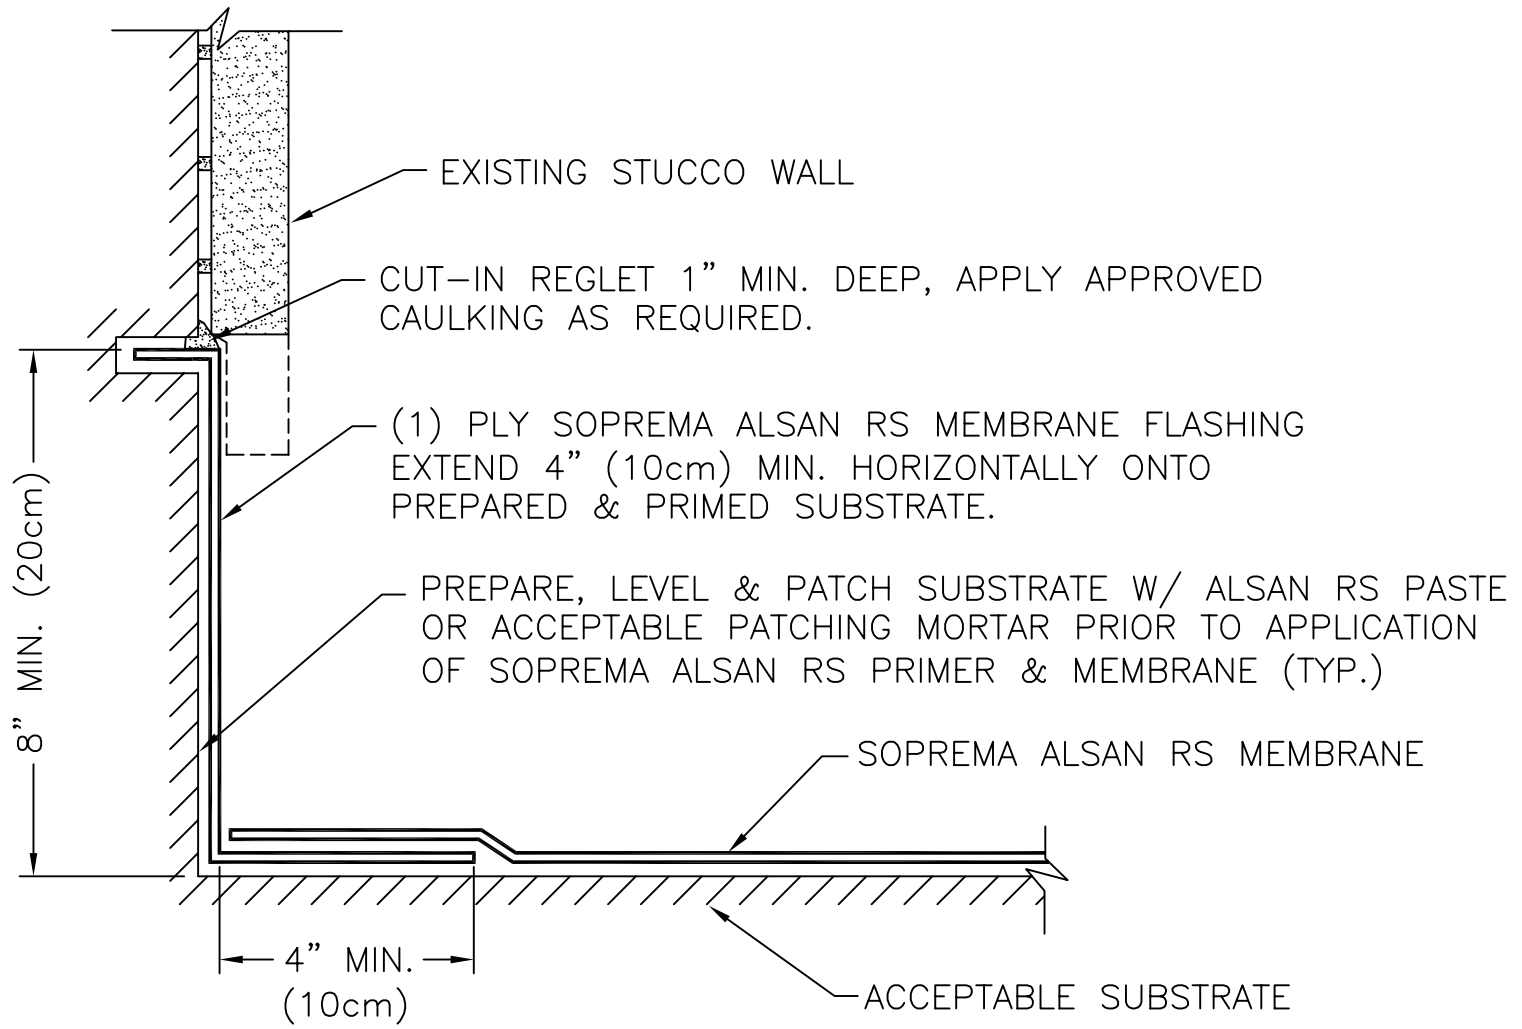 EXISTING STUCCO WALL
CUT-IN REGLET 1" MIN. DEEP, APPLY APPROVED
CAULKING AS REQUIRED.
(1) PLY SOPREMA ALSAN RS MEMBRANE FLASHING
EXTEND 4" (10cm) MIN. HORIZONTALLY ONTO
PREPARED & PRIMED SUBSTRATE.
8" MIN. (20cm)
PREPARE, LEVEL & PATCH SUBSTRATE W/ ALSAN RS PASTE
OR ACCEPTABLE PATCHING MORTAR PRIOR TO APPLICATION
OF SOPREMA ALSAN RS PRIMER & MEMBRANE (TYP.)
SOPREMA ALSAN RS MEMBRANE
4" MIN.
(10cm)
ACCEPTABLE SUBSTRATE